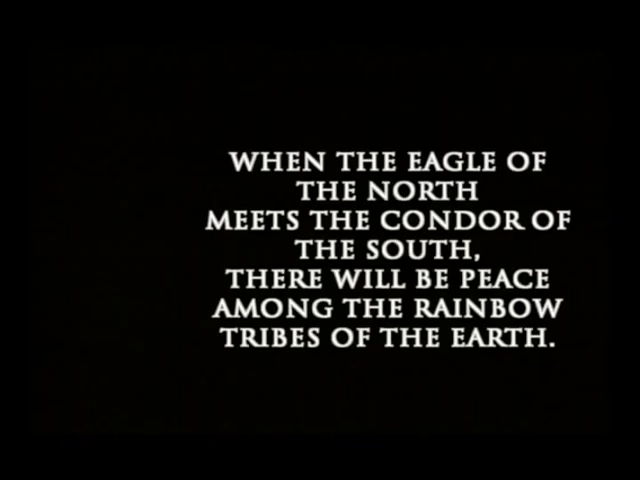 WHEN THE EAGLE OF
THE NORTH
MEETS THE CONDOR OF
THE SOUTH,
THERE WILL BE PEACE
AMONG THE RAINBOW
TRIBES OF THE EARTH.